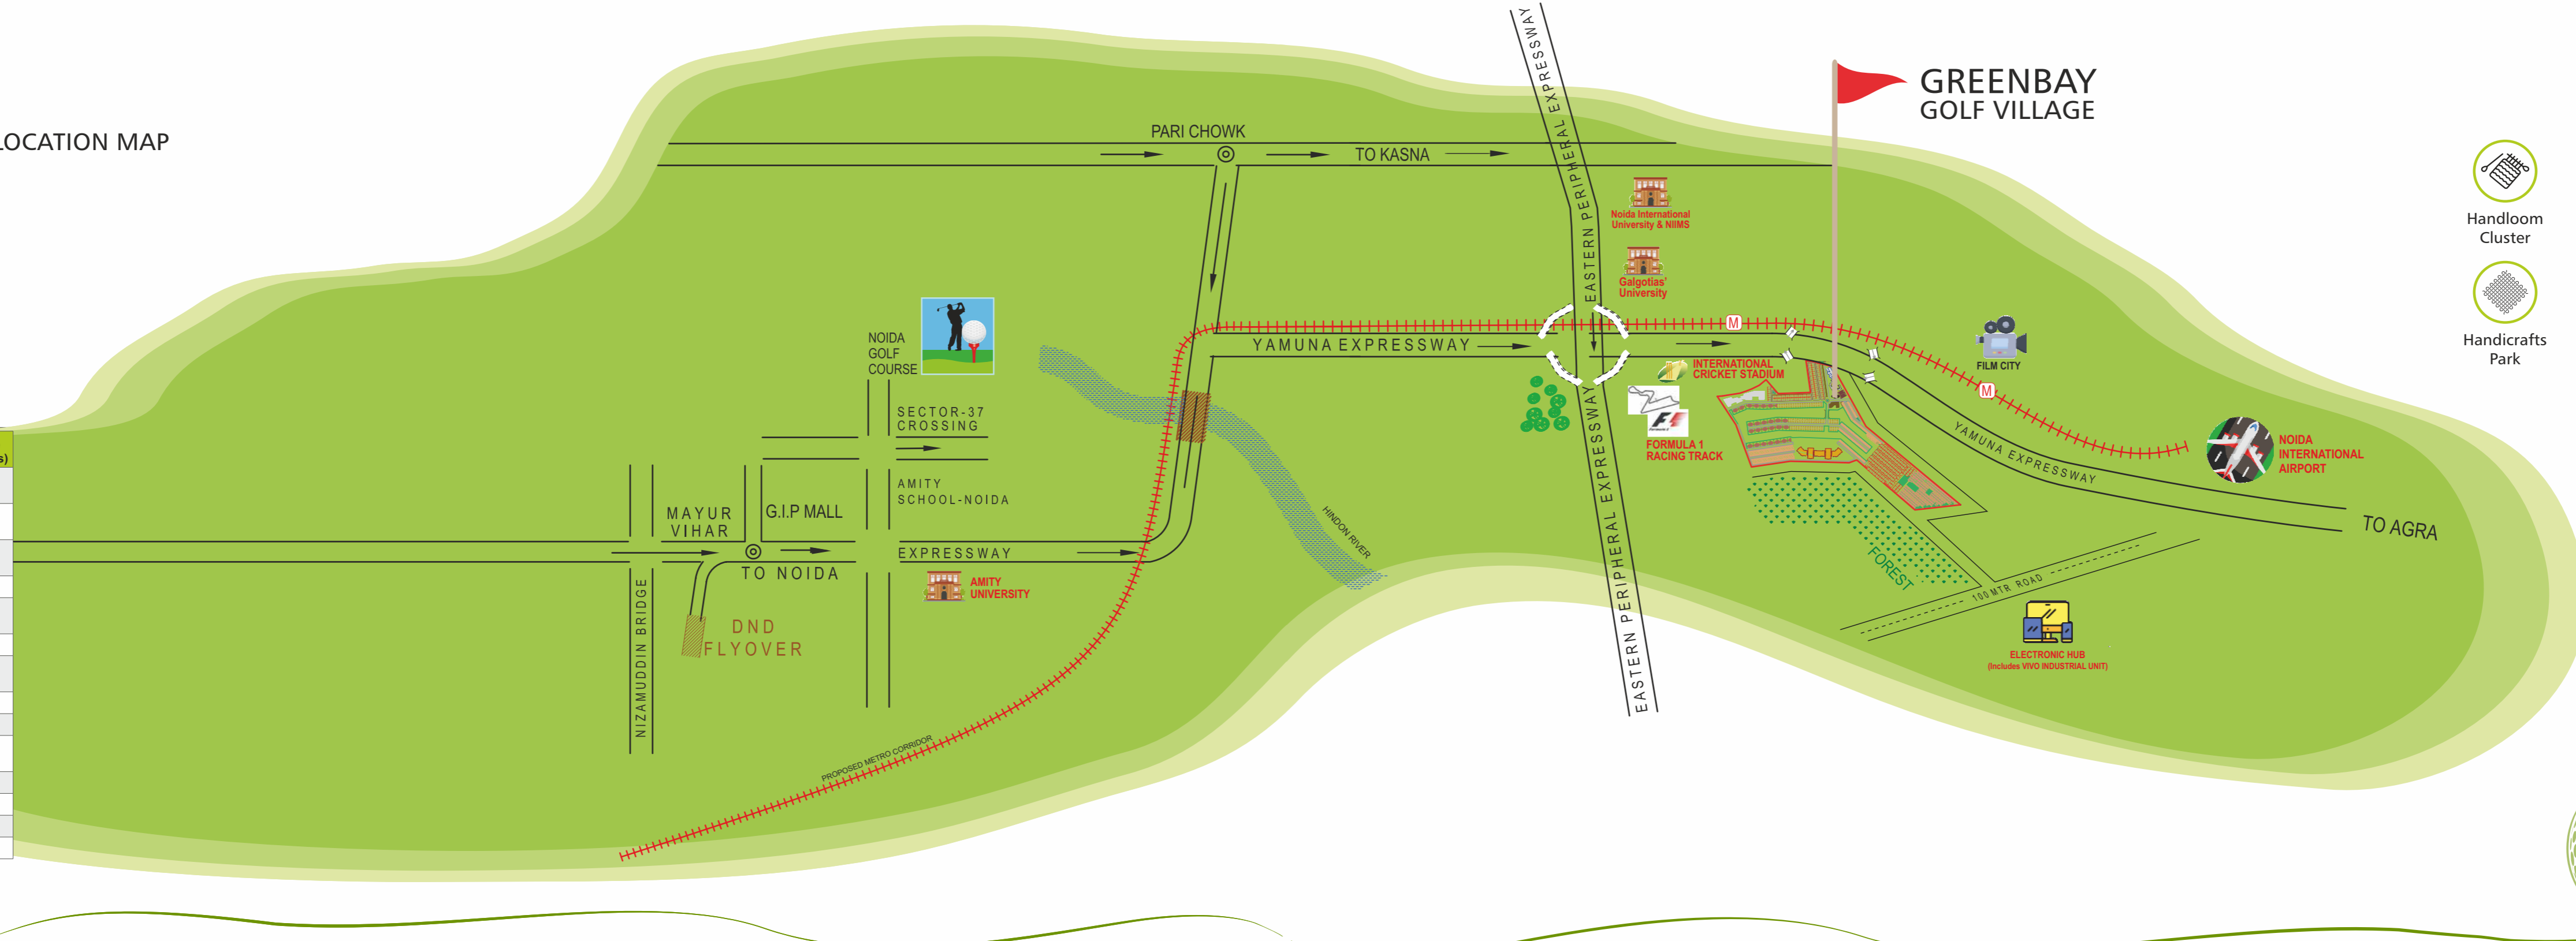 LOCATION MAP
s)
GREENBAY
GOLF VILLAGE
Handloom
Cluster
Handicrafts
Park
PARI CHOWK
TO KASNA
EASTERN PERIPHERAL EXPRESSWAY
Noida International
University & NIIMS
Galgotias'
University
NOIDA
GOLF
COURSE
YAMUNA EXPRESSWAY
M
INTERNATIONAL
CRICKET STADIUM
FORMULA 1
RACING TRACK
FILM CITY
M
NOIDA
INTERNATIONAL
AIRPORT
YAMUNA EXPRESSWAY
TO AGRA
SECTOR-37
CROSSING
AMITY
SCHOOL-NOIDA
MAYUR
VIHAR
G.I.P MALL
EXPRESSWAY
TO NOIDA
AMITY
UNIVERSITY
HINDON RIVER
EASTERN PERIPHERAL EXPRESSWAY
FOREST
100 MTR. ROAD
ELECTRONIC HUB
(Includes VIVO INDUSTRIAL UNIT)
NIZAMUDDIN BRIDGE
DND
FLYOVER
PROPOSED METRO CORRIDOR